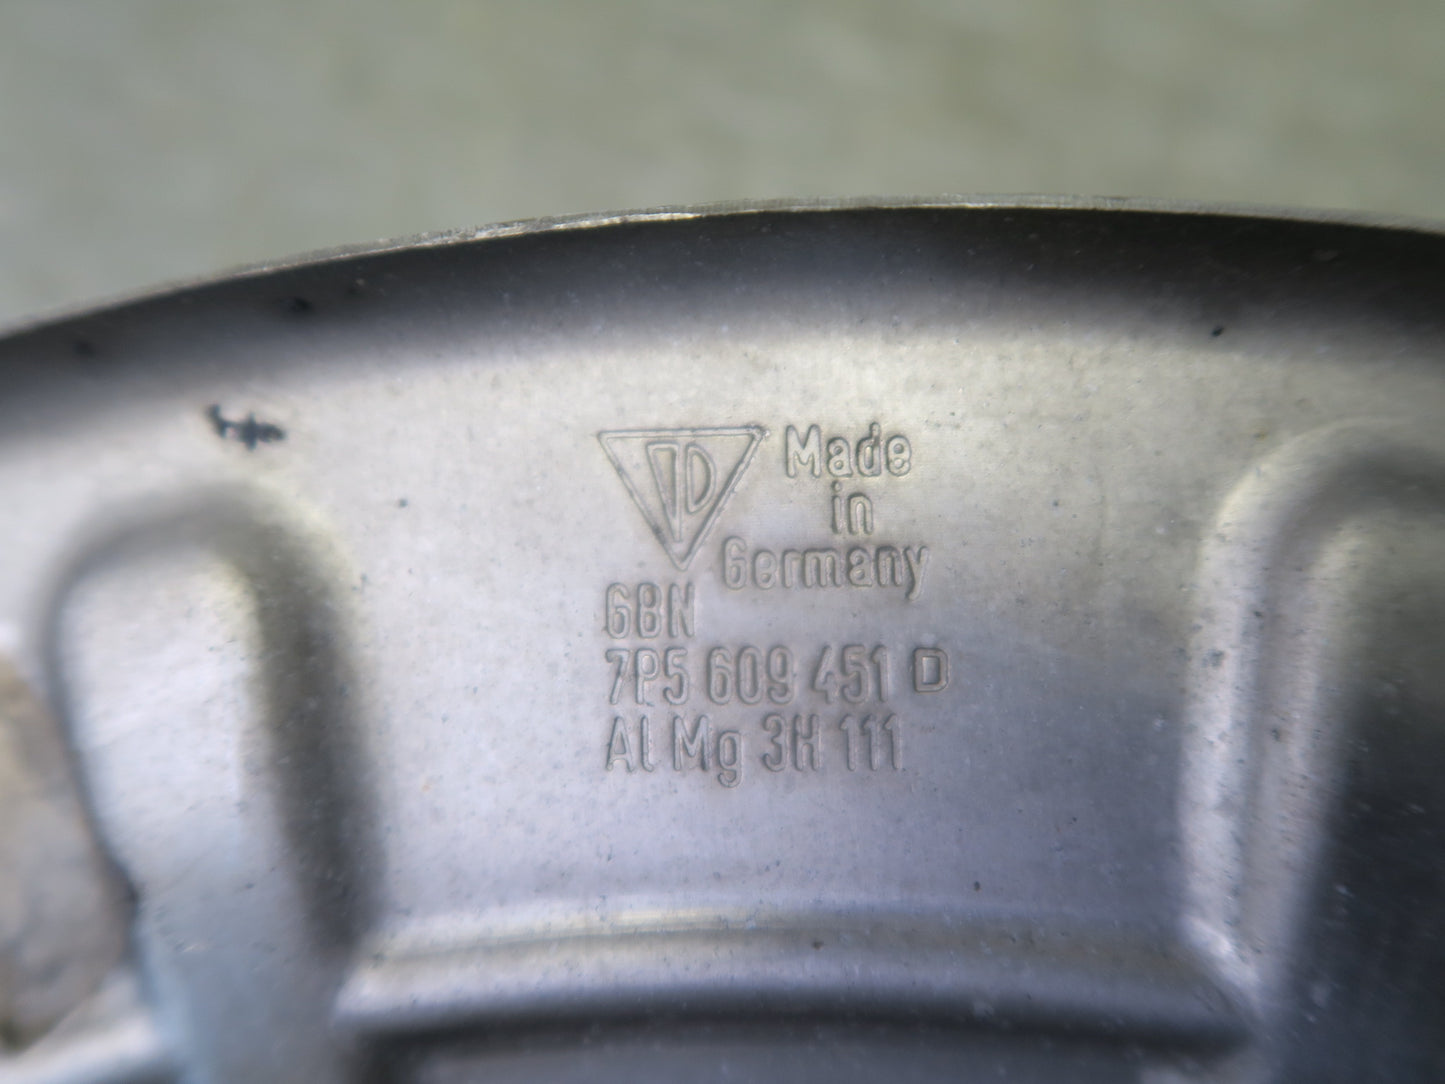 Made
in
Germany
6BN
7P5 609 451 D
Al Mg 3H 111